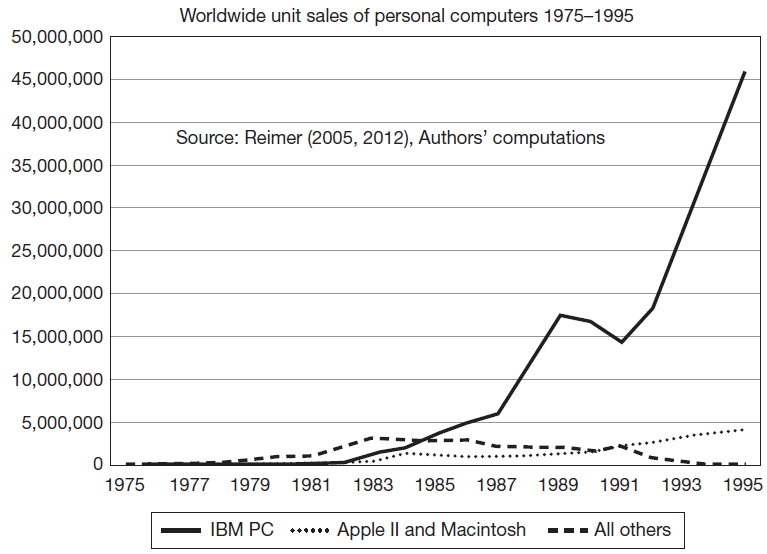 Worldwide unit sales of personal computers 1975–1995
50,000,000
45,000,000
40,000,000
Source: Reimer (2005, 2012), Authors’ computations
35,000,000
30,000,000
25,000,000
20,000,000
15,000,000
10,000,000
5,000,000
0
1975 1977 1979 1981 1983 1985 1987 1989 1991 1993 1995
IBM PC Apple II and Macintosh All others